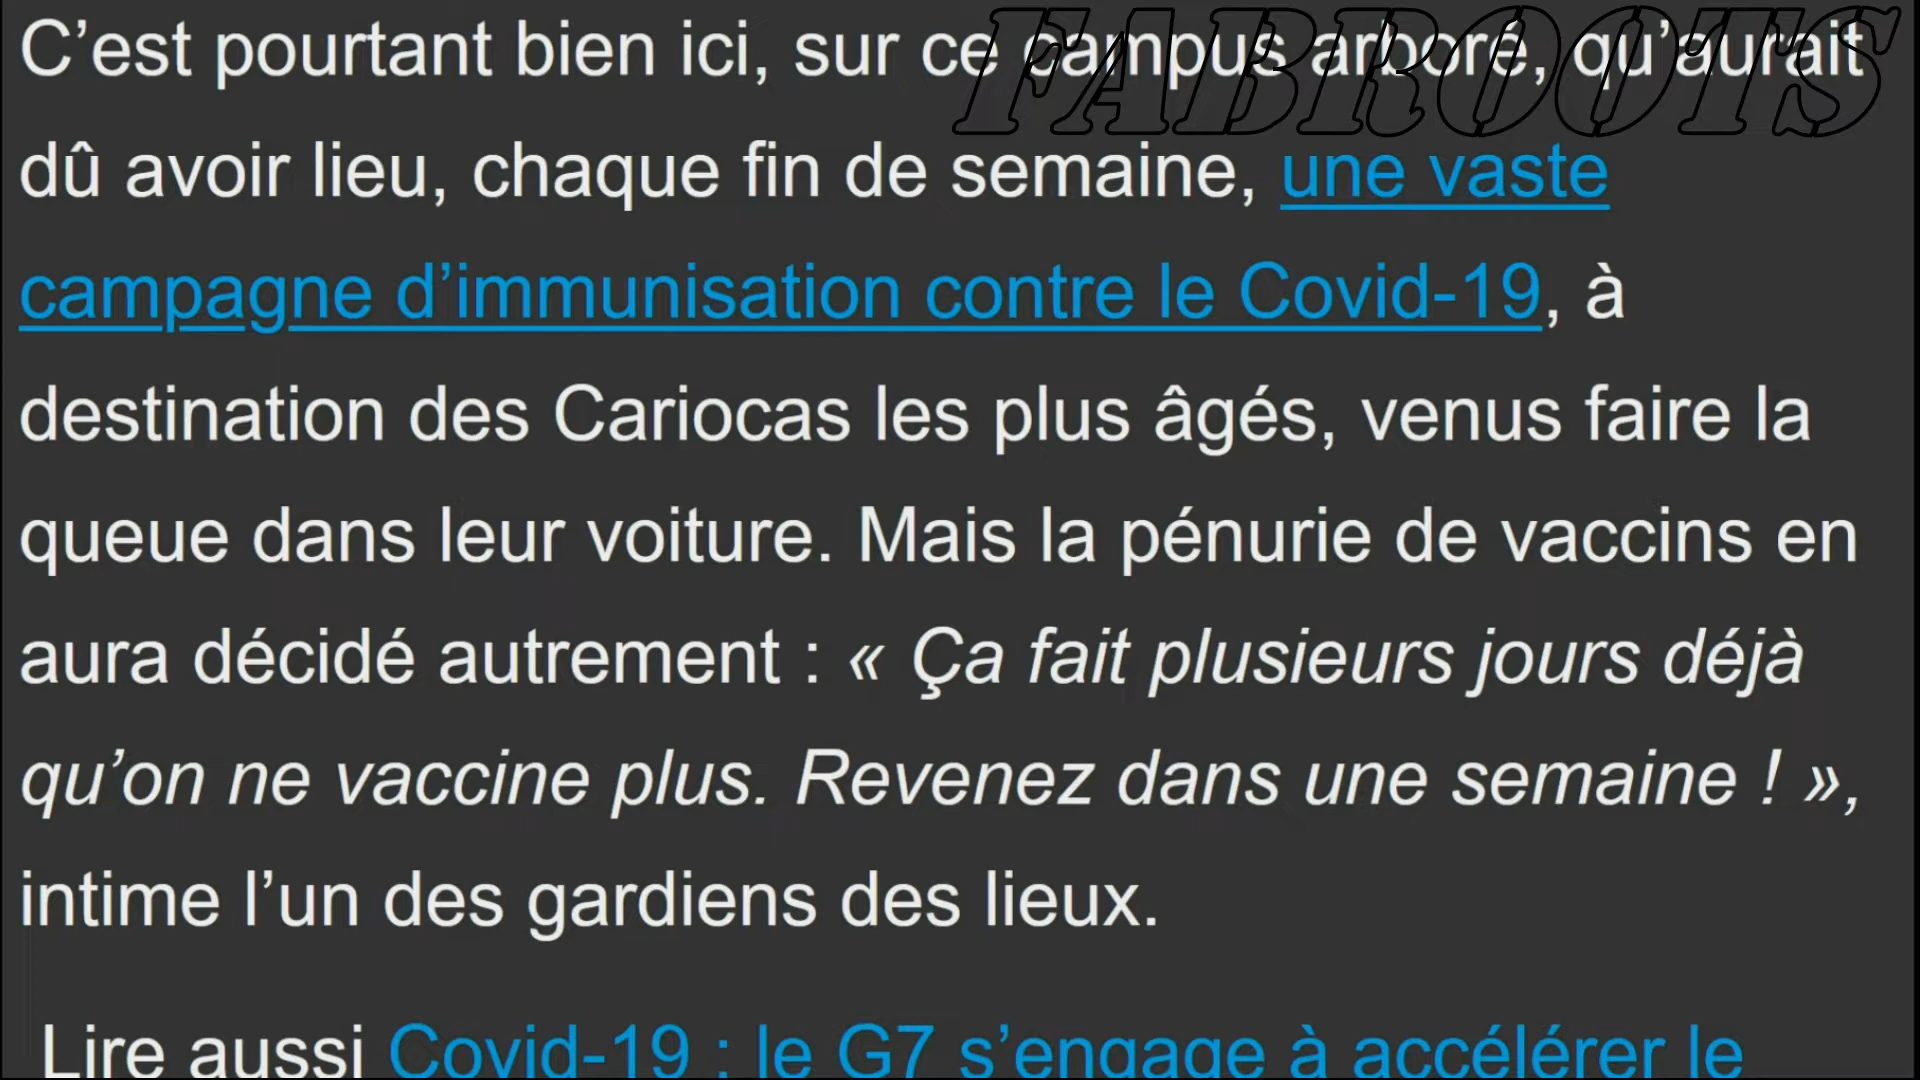 FABROOTS
C’est pourtant bien ici, sur ce campus arboré, qu’aurait
dû avoir lieu, chaque fin de semaine, une vaste
campagne d’immunisation contre le Covid-19, à
destination des Cariocas les plus âgés, venus faire la
queue dans leur voiture. Mais la pénurie de vaccins en
aura décidé autrement : « Ça fait plusieurs jours déjà
qu’on ne vaccine plus. Revenez dans une semaine ! »,
intime l’un des gardiens des lieux.
Lire aussi Covid-19 : le G7 s’engage à accélérer le